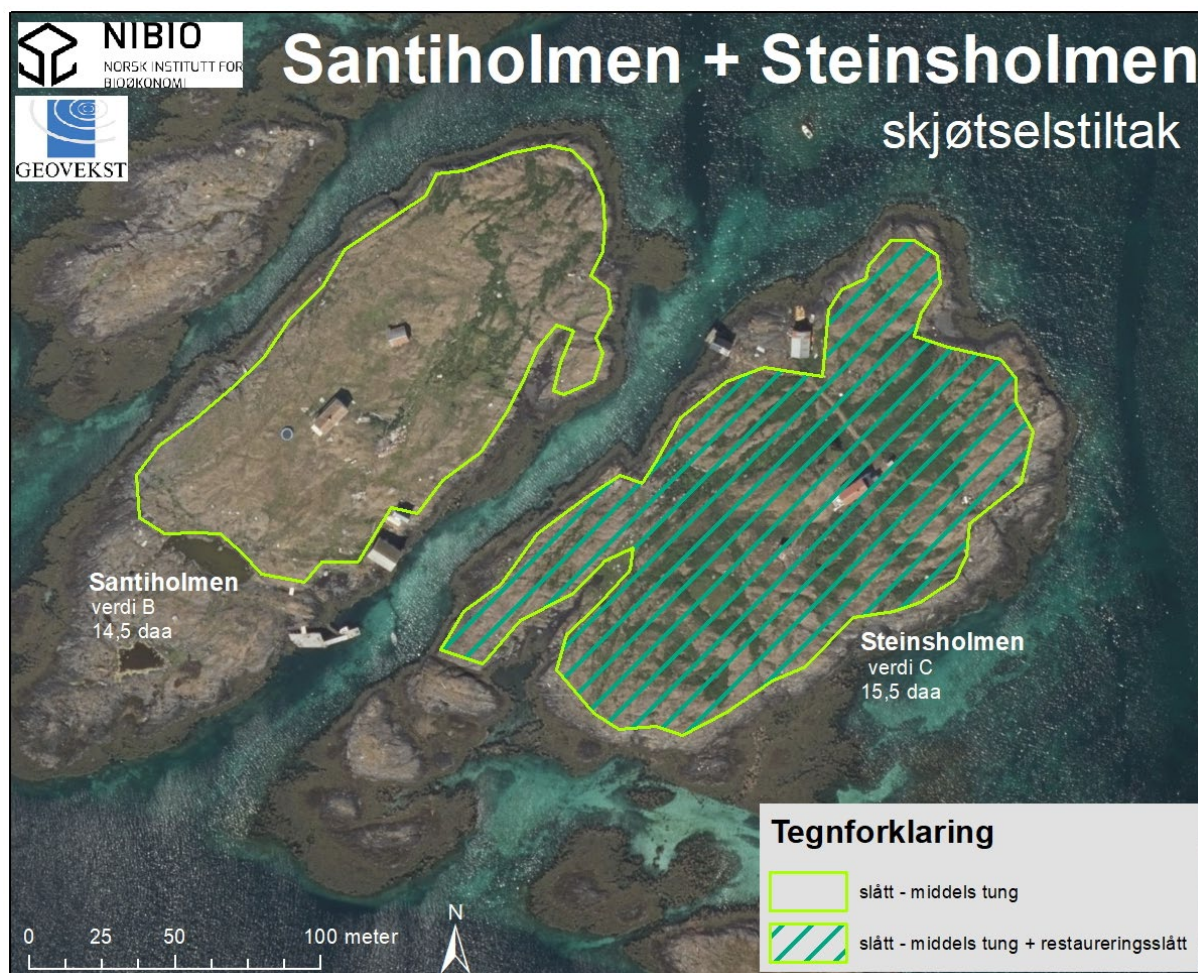 NIBIO
NORSK INSTITUTT FOR
BIOØKONOMI
GEOVEKST
Santiholmen + Steinsholmen
skjøtselstiltak
Santiholmen
verdi B
14,5 daa
Steinsholmen
verdi C
15,5 daa
Tegnforklaring
slått - middels tung
slått - middels tung + restaureringsslått
N
0 25 50 100 meter